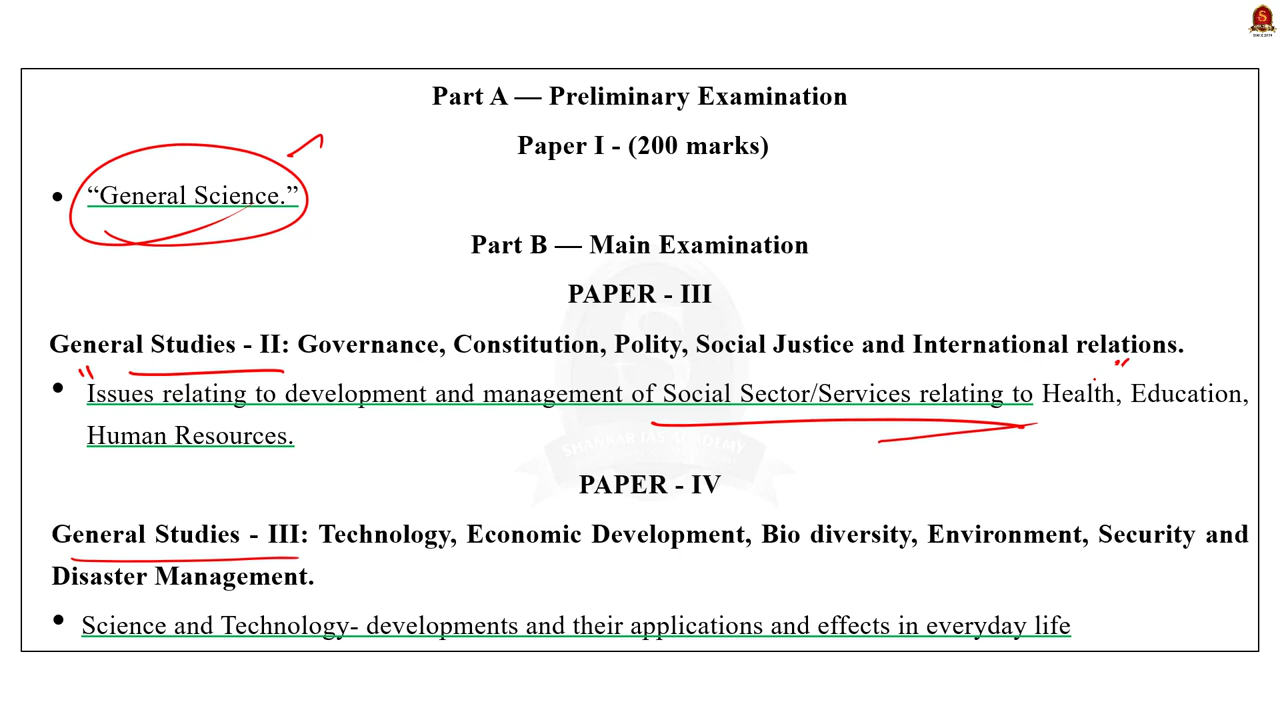 Part A — Preliminary Examination
Paper I - (200 marks)
• “General Science.”
Part B — Main Examination
PAPER - III
General Studies - II: Governance, Constitution, Polity, Social Justice and International relations.
• Issues relating to development and management of Social Sector/Services relating to Health, Education,
Human Resources.
SHANKAR IAS ACADEMY
PAPER - IV
General Studies - III: Technology, Economic Development, Bio diversity, Environment, Security and
Disaster Management.
• Science and Technology- developments and their applications and effects in everyday life